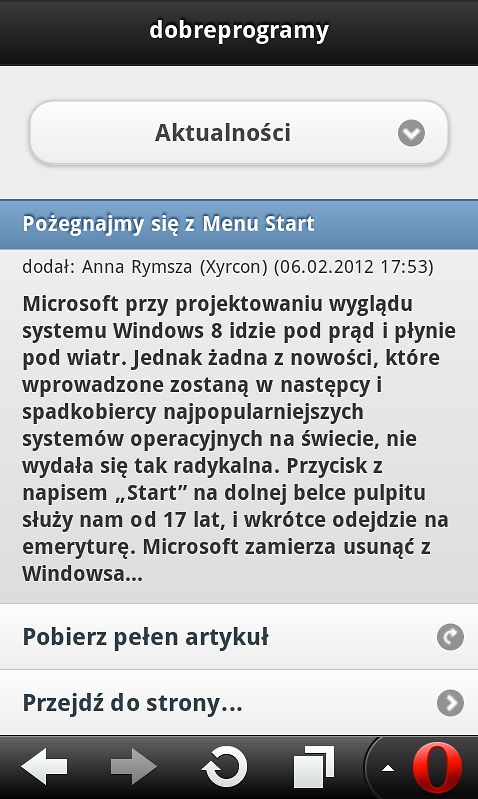 dobreprogramy
Aktualności
Pożegnajmy się z Menu Start
dodał: Anna Rymsza (Xyrcon) (06.02.2012 17:53)
Microsoft przy projektowaniu wyglądu
systemu Windows 8 idzie pod prąd i płynie
pod wiatr. Jednak żadna z nowości, które
wprowadzone zostaną w następcy i
spadkobiercy najpopularniejszych
systemów operacyjnych na świecie, nie
wydała się tak radykalna. Przycisk z
napisem „Start” na dolnej belce pulpitu
służy nam od 17 lat, i wkrótce odejdzie na
emeryturę. Microsoft zamierza usunąć z
Windowsa...
Pobierz pełen artykuł
Przejdź do strony...